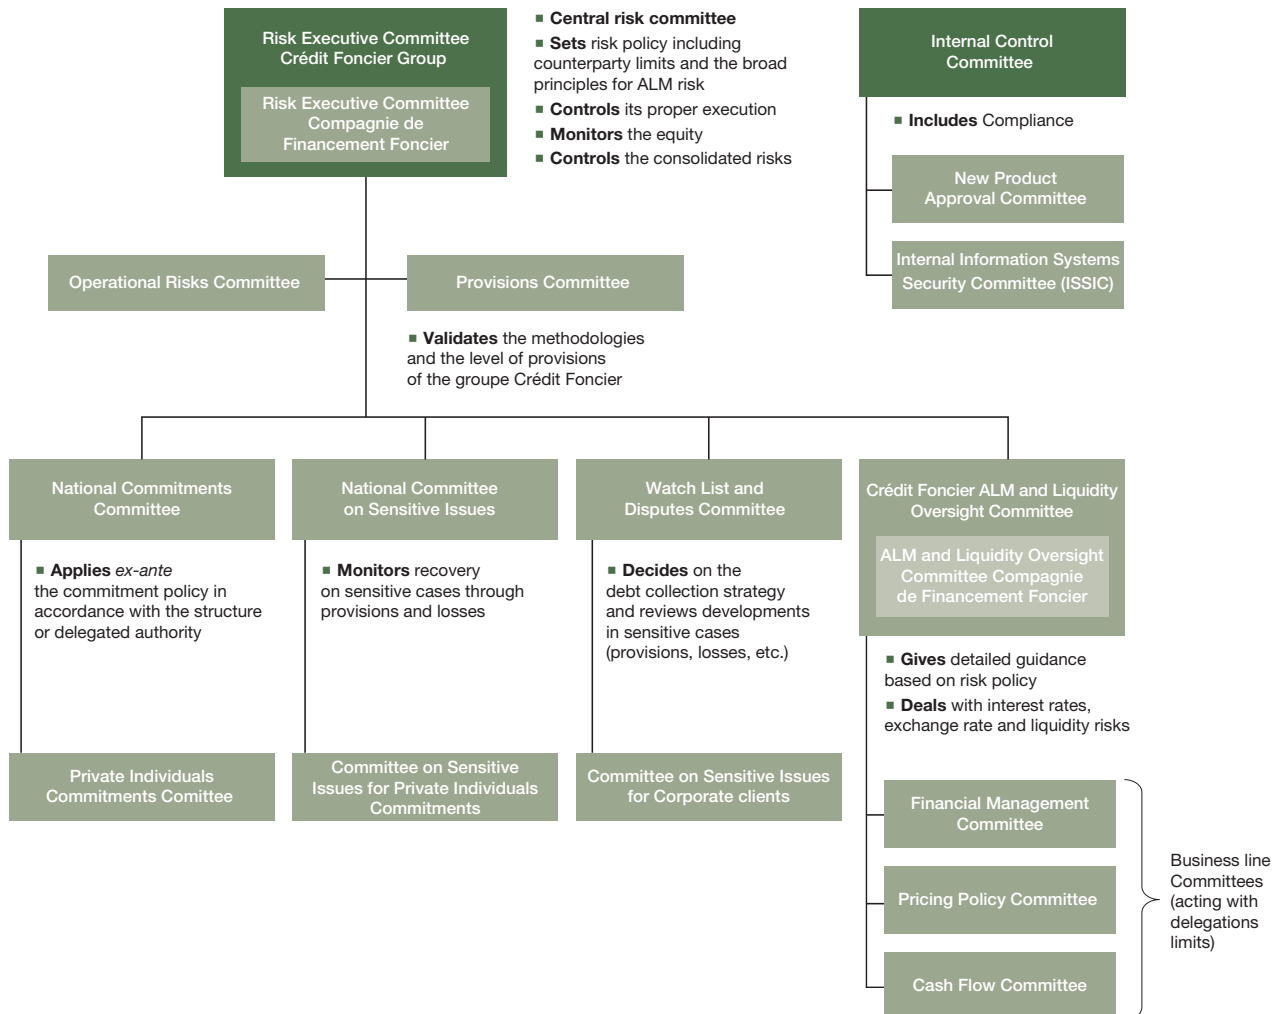 Risk Executive Committee
Crédit Foncier Group
Risk Executive Committee
Compagnie de
Financement Foncier
■ Central risk committee
■ Sets risk policy including
counterparty limits and the broad
principles for ALM risk
■ Controls its proper execution
■ Monitors the equity
■ Controls the consolidated risks
Internal Control
Committee
■ Includes Compliance
New Product
Approval Committee
Internal Information Systems
Security Committee (ISSIC)
Operational Risks Committee
Provisions Committee
■ Validates the methodologies
and the level of provisions
of the groupe Crédit Foncier
National Commitments
Committee
■ Applies ex-ante
the commitment policy in
accordance with the structure
or delegated authority
Private Individuals
Commitments Comittee
National Committee
on Sensitive Issues
■ Monitors recovery
on sensitive cases through
provisions and losses
Committee on Sensitive
Issues for Private Individuals
Commitments
Watch List and
Disputes Committee
■ Decides on the
debt collection strategy
and reviews developments
in sensitive cases
(provisions, losses, etc.)
Committee on Sensitive Issues
for Corporate clients
Crédit Foncier ALM and Liquidity
Oversight Committee
ALM and Liquidity Oversight
Committee Compagnie
de Financement Foncier
■ Gives detailed guidance
based on risk policy
■ Deals with interest rates,
exchange rate and liquidity risks
Financial Management
Committee
Pricing Policy Committee
Cash Flow Committee
Business line
Committees
(acting with
delegations
limits)